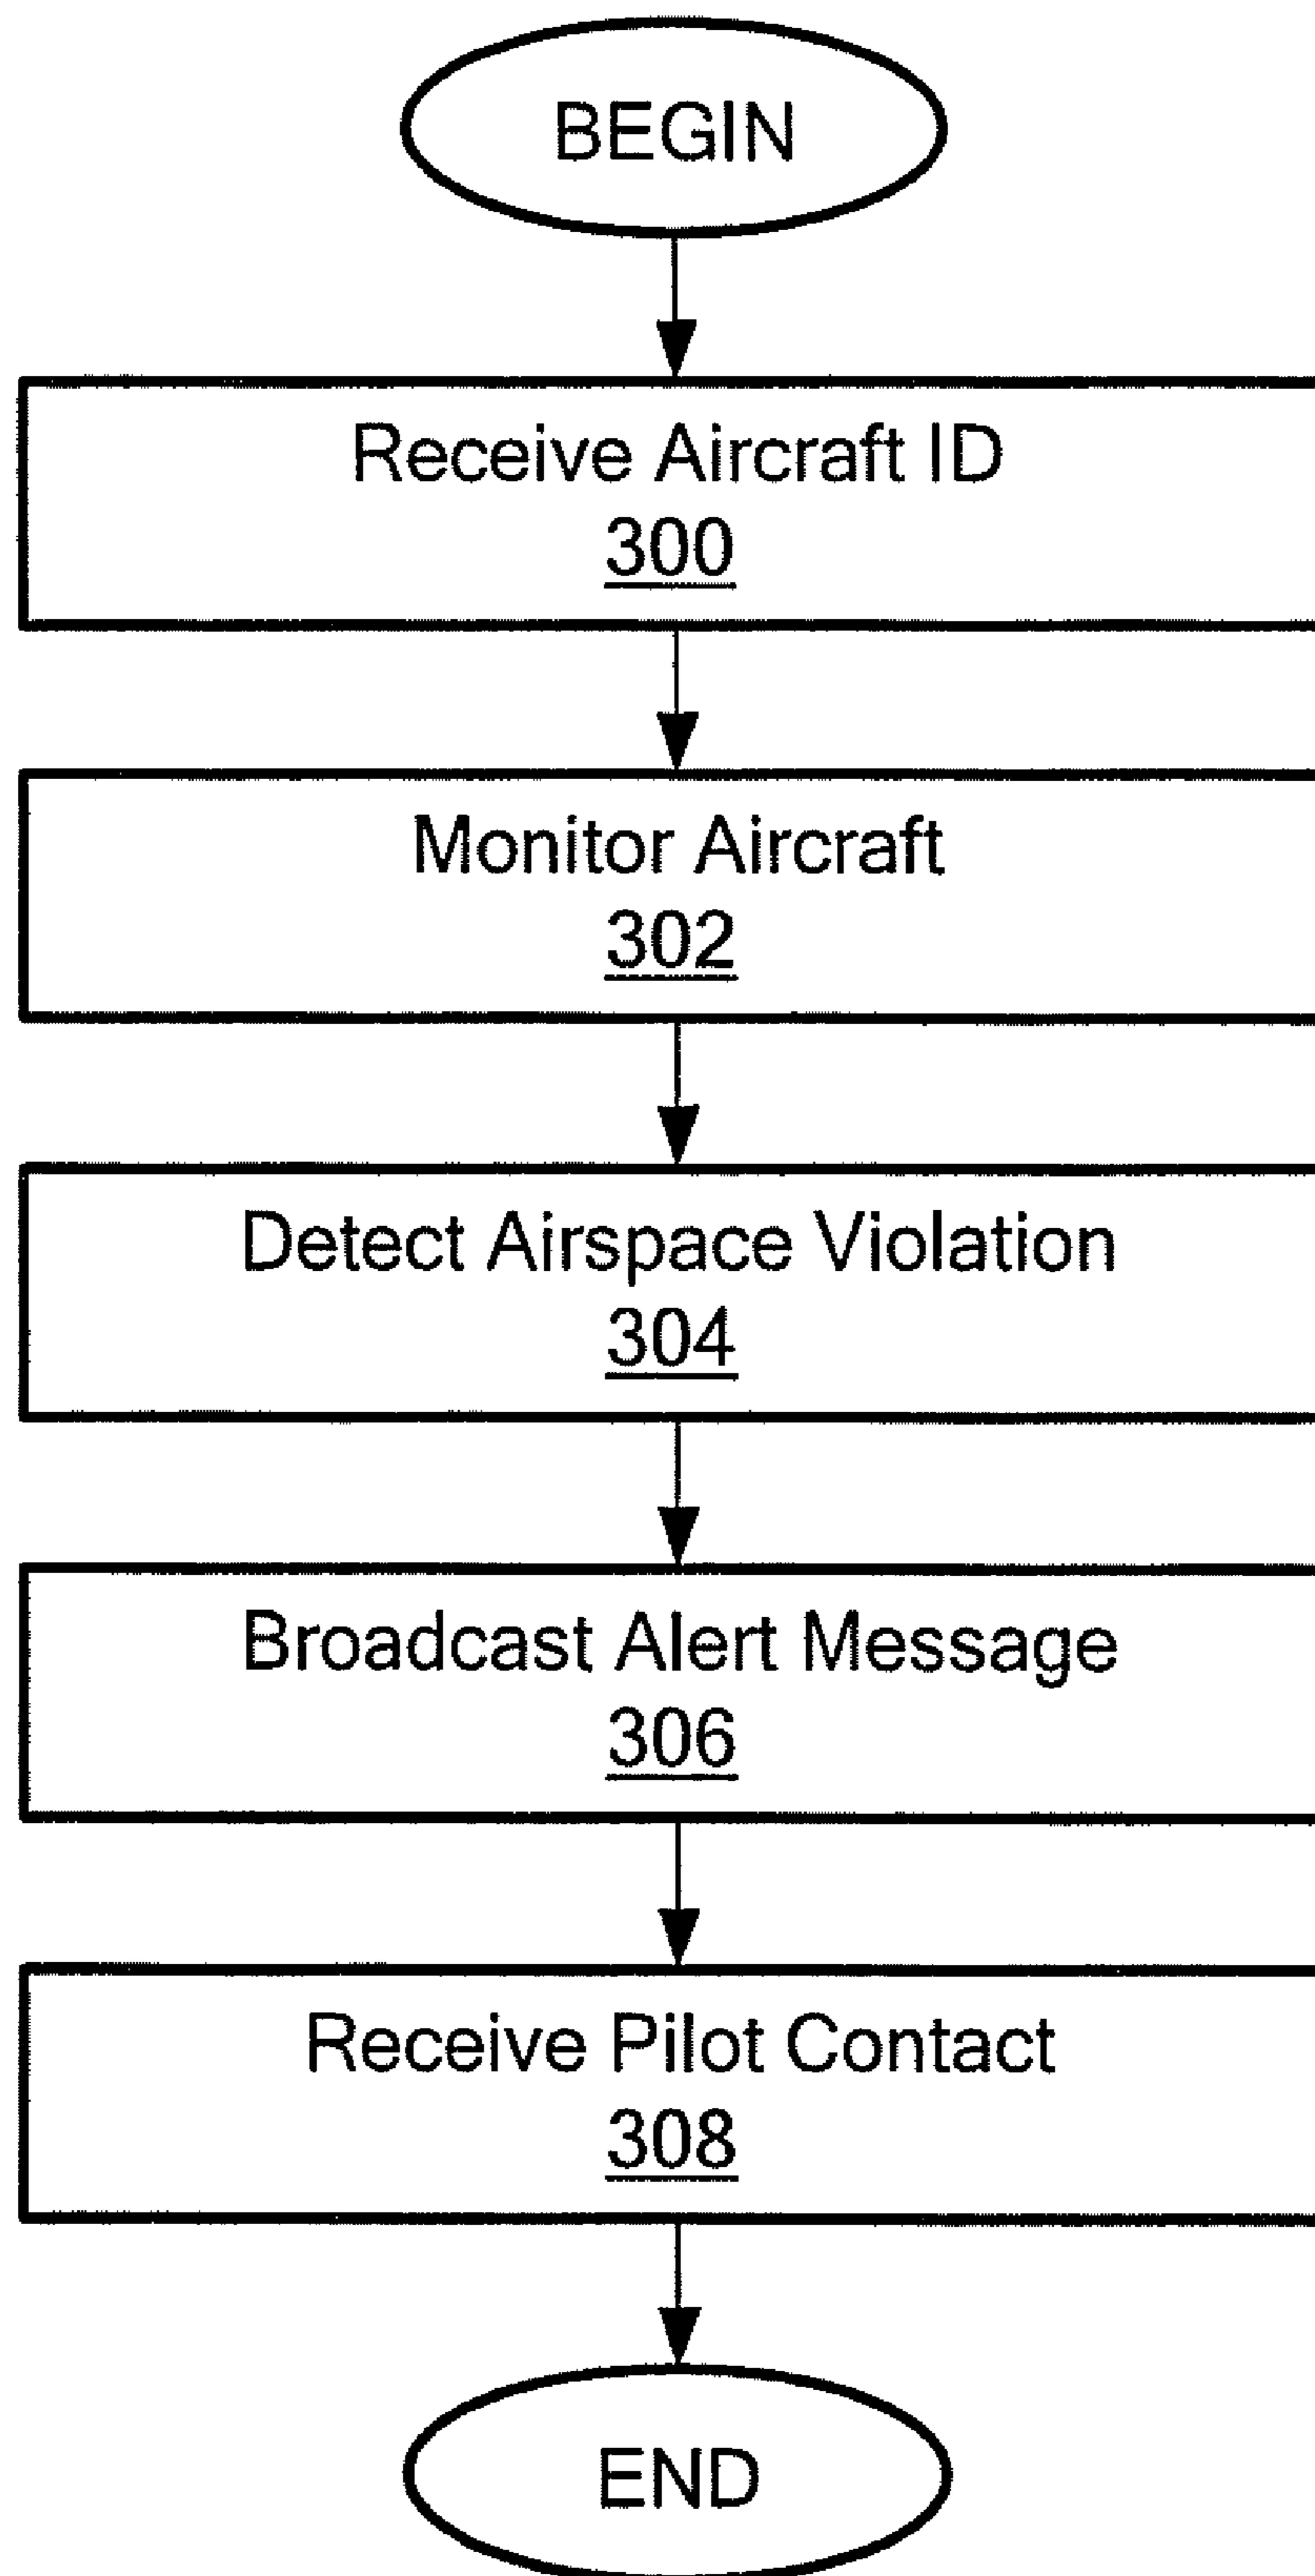 BEGIN
Receive Aircraft ID
300
Monitor Aircraft
302
Detect Airspace Violation
304
Broadcast Alert Message
306
Receive Pilot Contact
308
END